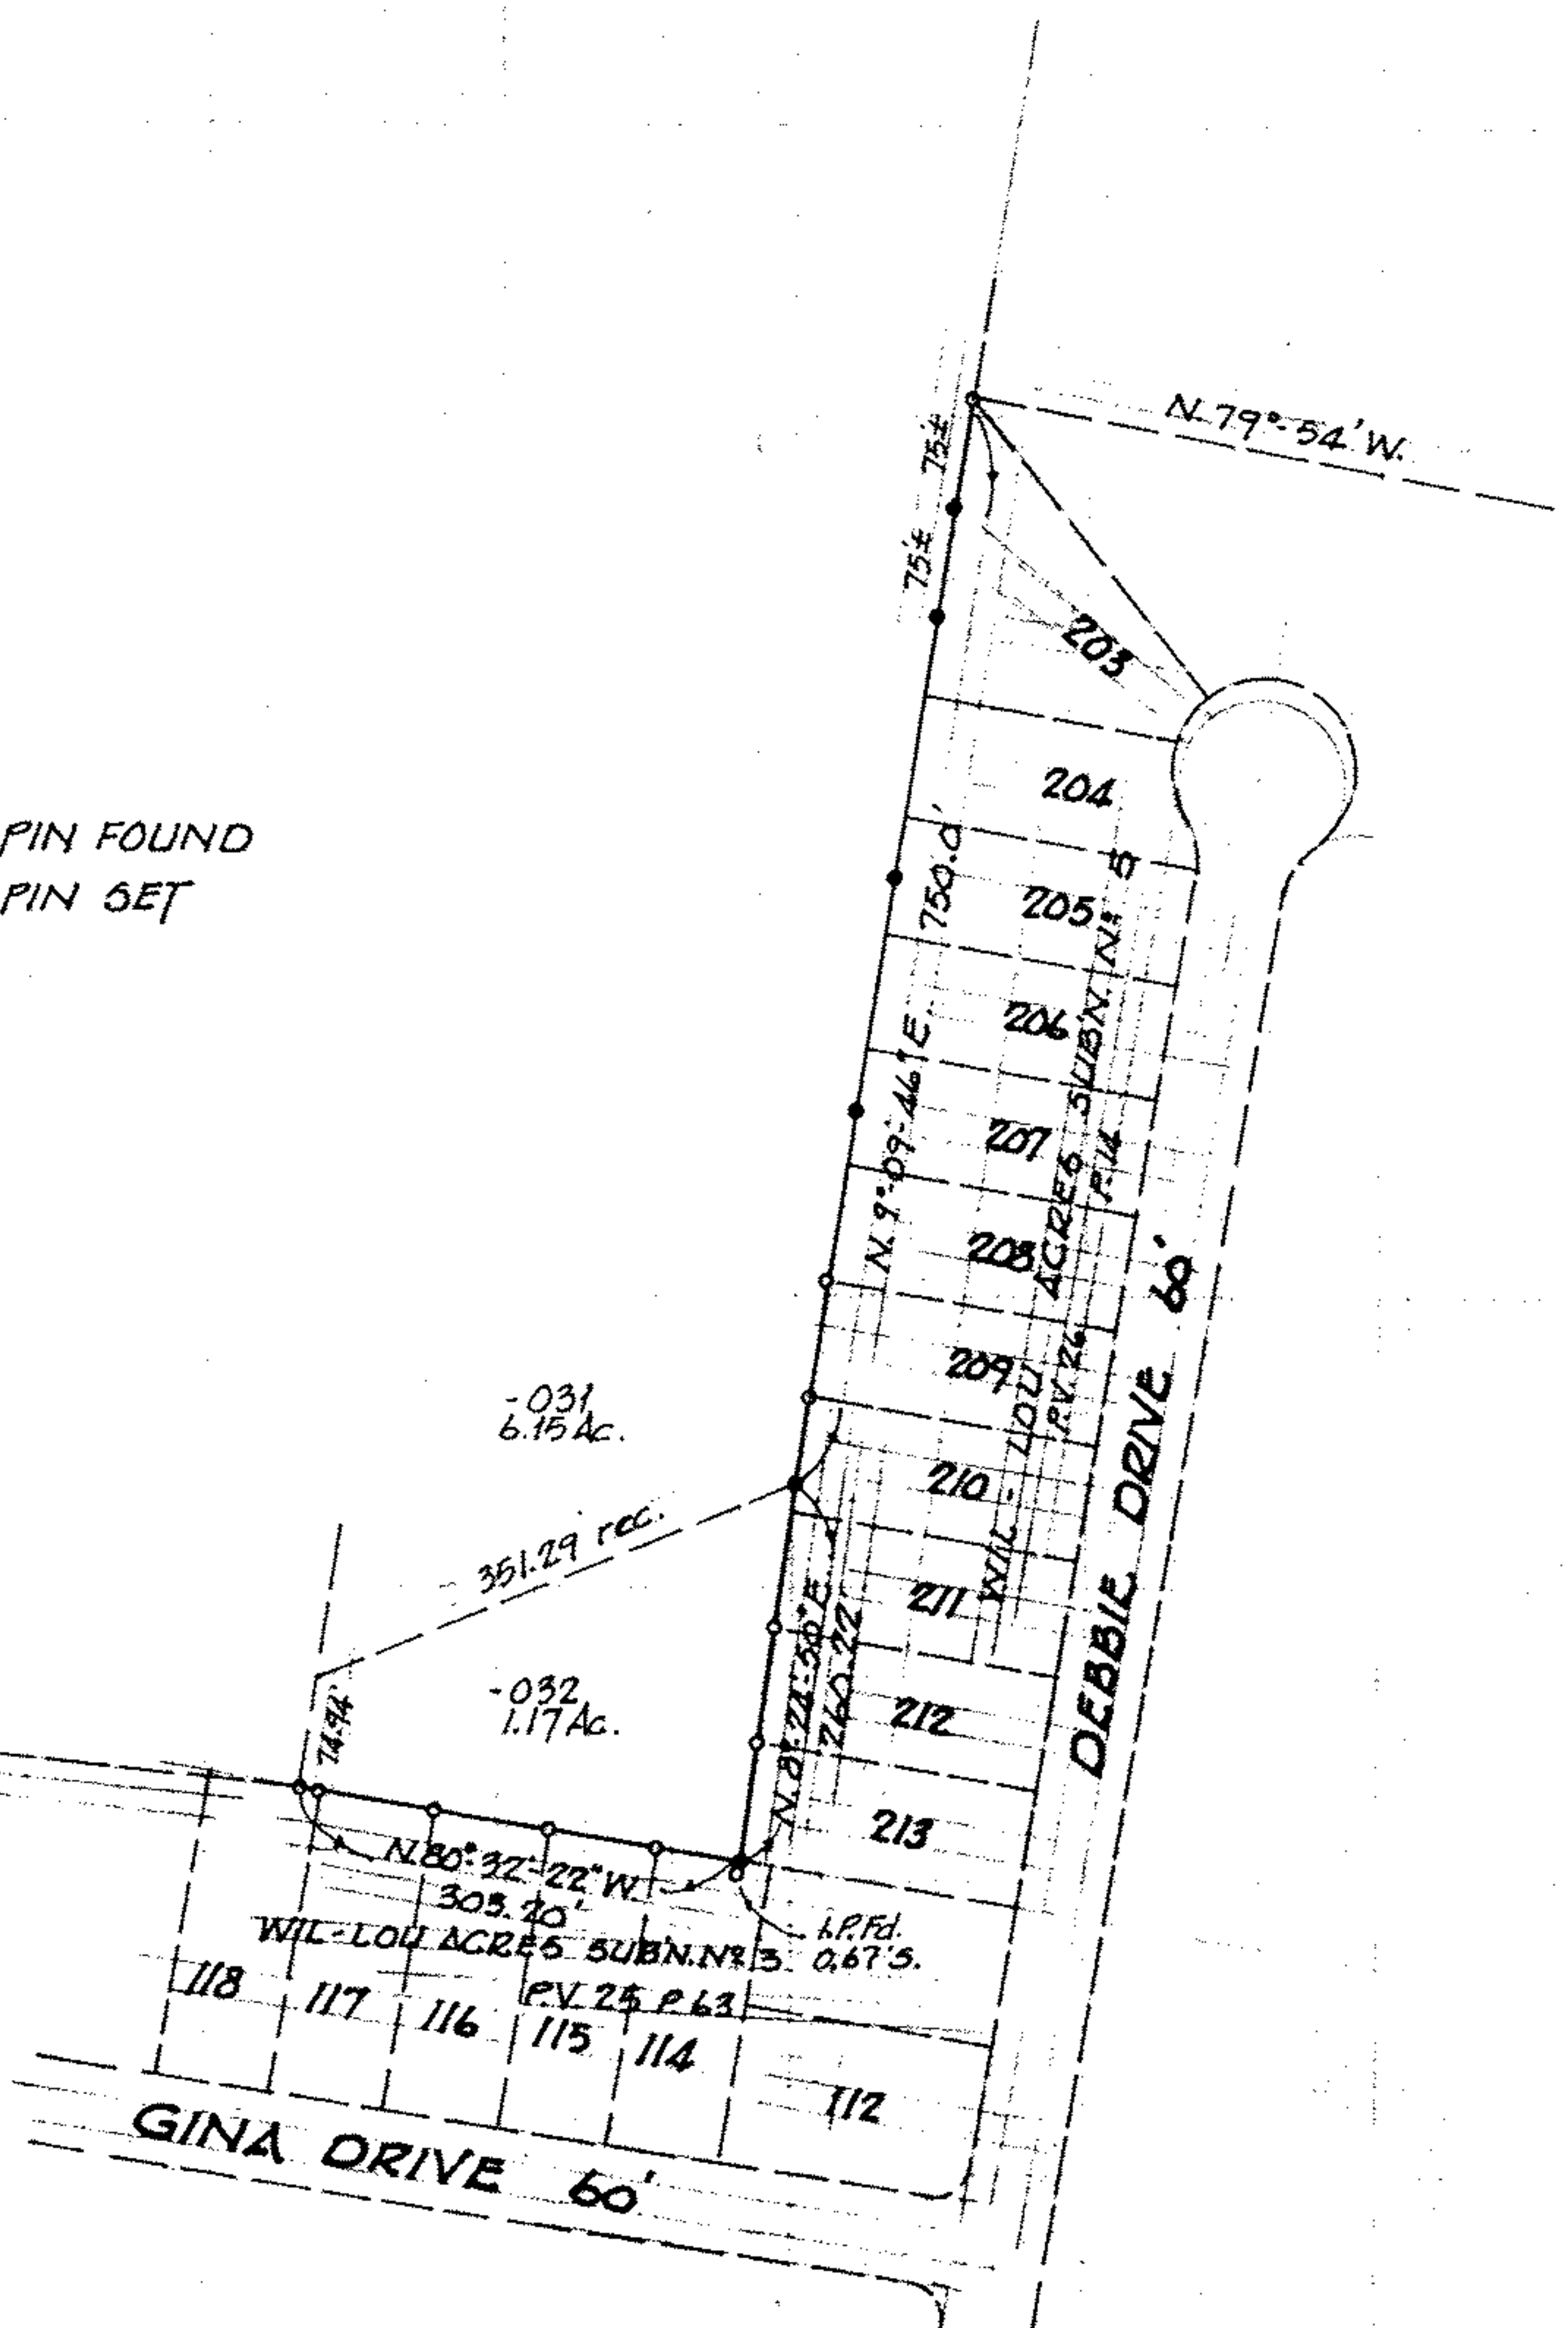 N. 79°-54' W.
75'±
75'±
203
PIN FOUND
PIN SET
204
205
206
207
208
209
210
211
212
213
N. 9°-09'-46" E. 750.0'
WIL-LOU ACRES SUBN. Nº 5
P.V. 26 P. 14
DEBBIE DRIVE 60'
-031
6.15 Ac.
351.29 rec.
-032
1.17 Ac.
74.94'
N. 8°-24'-50" E
260.22'
N. 80°-32'-22" W
303.20'
I.P. Fd.
0.67' S.
WIL-LOU ACRES SUBN. Nº 3
P.V. 25 P. 63
118
117
116
115
114
112
GINA DRIVE 60'